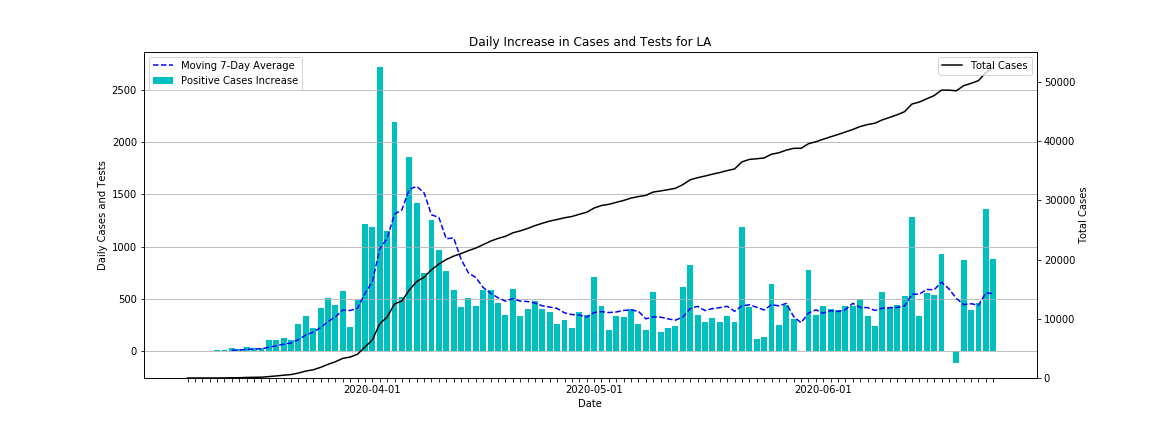 Daily Increase in Cases and Tests for LA
Moving 7-Day Average
Positive Cases Increase
Total Cases
Daily Cases and Tests
2500
2000
1500
1000
500
0
50000
40000
30000
20000
10000
0
Total Cases
2020-04-01
2020-05-01
2020-06-01
Date